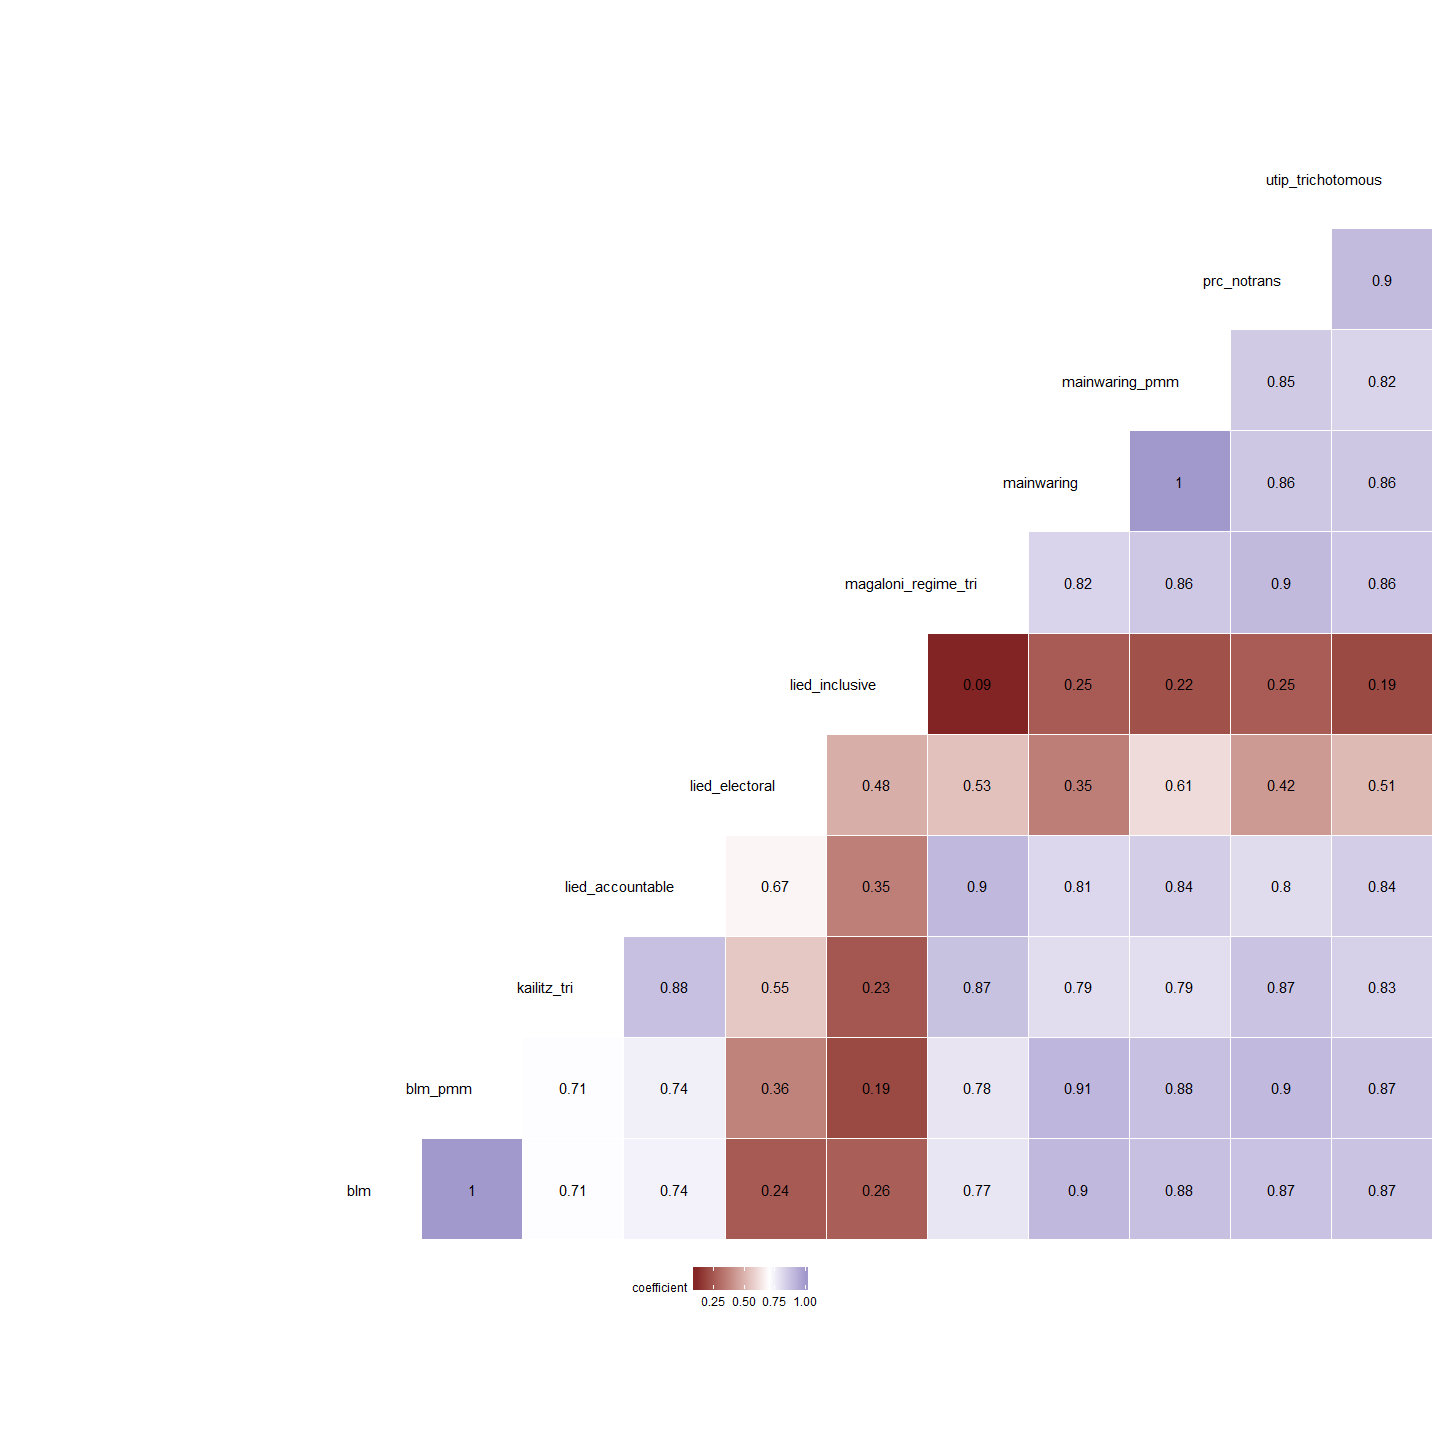 utip_trichotomous
prc_notrans 0.9
mainwaring_pmm 0.85 0.82
mainwaring 1 0.86 0.86
magaloni_regime_tri 0.82 0.86 0.9 0.86
lied_inclusive 0.09 0.25 0.22 0.25 0.19
lied_electoral 0.48 0.53 0.35 0.61 0.42 0.51
lied_accountable 0.67 0.35 0.9 0.81 0.84 0.8 0.84
kailitz_tri 0.88 0.55 0.23 0.87 0.79 0.79 0.87 0.83
blm_pmm 0.71 0.74 0.36 0.19 0.78 0.91 0.88 0.9 0.87
blm 1 0.71 0.74 0.24 0.26 0.77 0.9 0.88 0.87 0.87
coefficient
0.25 0.50 0.75 1.00